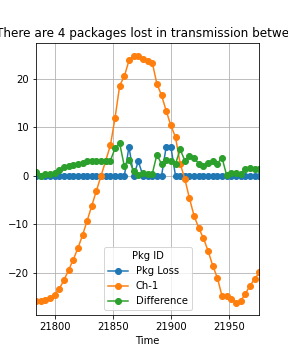 There are 4 packages lost in transmission betwe
20
10
0
−10
−20
Pkg ID
Pkg Loss
Ch-1
Difference
21800
21850
21900
21950
Time